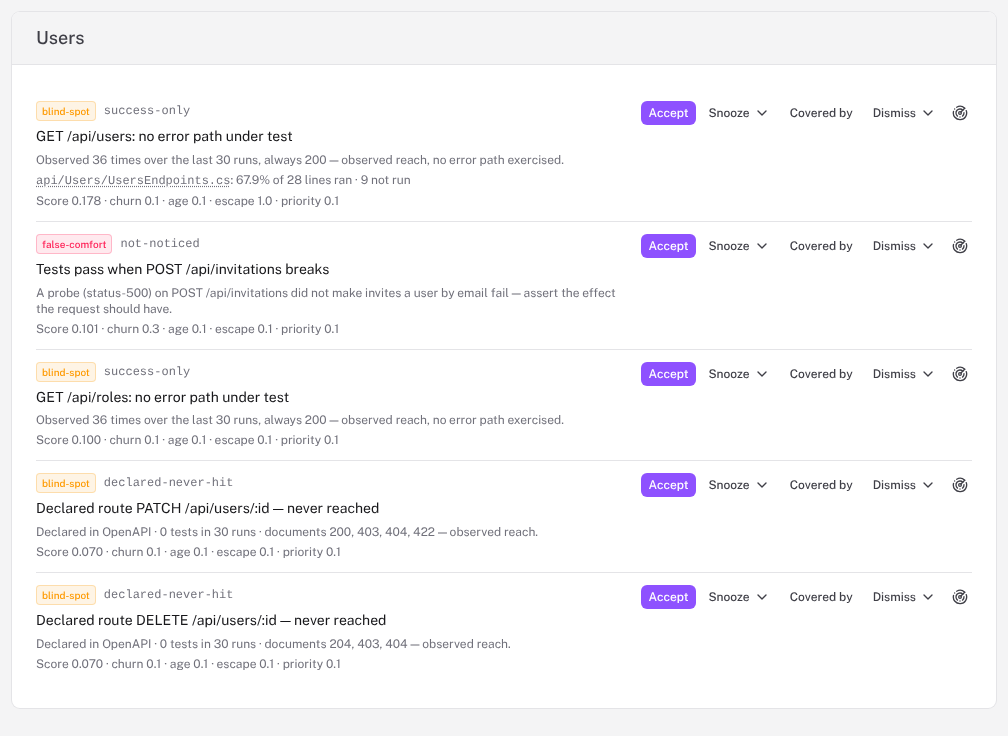 Users
blind-spot success-only
Accept Snooze Covered by Dismiss
GET /api/users: no error path under test
Observed 36 times over the last 30 runs, always 200 — observed reach, no error path exercised.
api/Users/UsersEndpoints.cs: 67.9% of 28 lines ran · 9 not run
Score 0.178 · churn 0.1 · age 0.1 · escape 1.0 · priority 0.1
false-comfort not-noticed
Accept Snooze Covered by Dismiss
Tests pass when POST /api/invitations breaks
A probe (status-500) on POST /api/invitations did not make invites a user by email fail — assert the effect
the request should have.
Score 0.101 · churn 0.3 · age 0.1 · escape 0.1 · priority 0.1
blind-spot success-only
Accept Snooze Covered by Dismiss
GET /api/roles: no error path under test
Observed 36 times over the last 30 runs, always 200 — observed reach, no error path exercised.
Score 0.100 · churn 0.1 · age 0.1 · escape 0.1 · priority 0.1
blind-spot declared-never-hit
Accept Snooze Covered by Dismiss
Declared route PATCH /api/users/:id — never reached
Declared in OpenAPI · 0 tests in 30 runs · documents 200, 403, 404, 422 — observed reach.
Score 0.070 · churn 0.1 · age 0.1 · escape 0.1 · priority 0.1
blind-spot declared-never-hit
Accept Snooze Covered by Dismiss
Declared route DELETE /api/users/:id — never reached
Declared in OpenAPI · 0 tests in 30 runs · documents 204, 403, 404 — observed reach.
Score 0.070 · churn 0.1 · age 0.1 · escape 0.1 · priority 0.1